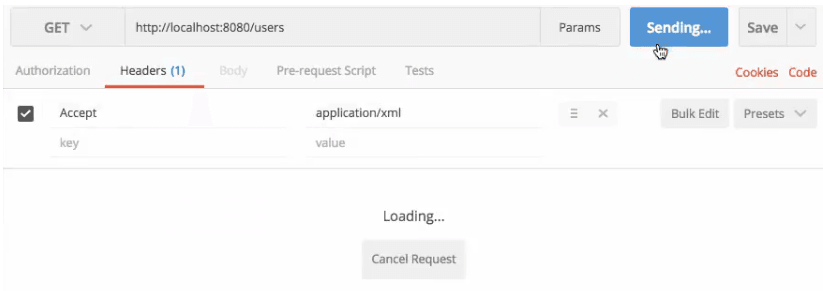 GET http://localhost:8080/users Params Sending... Save
Authorization Headers (1) Body Pre-request Script Tests Cookies Code
Accept application/xml Bulk Edit Presets
key value
Loading...
Cancel Request